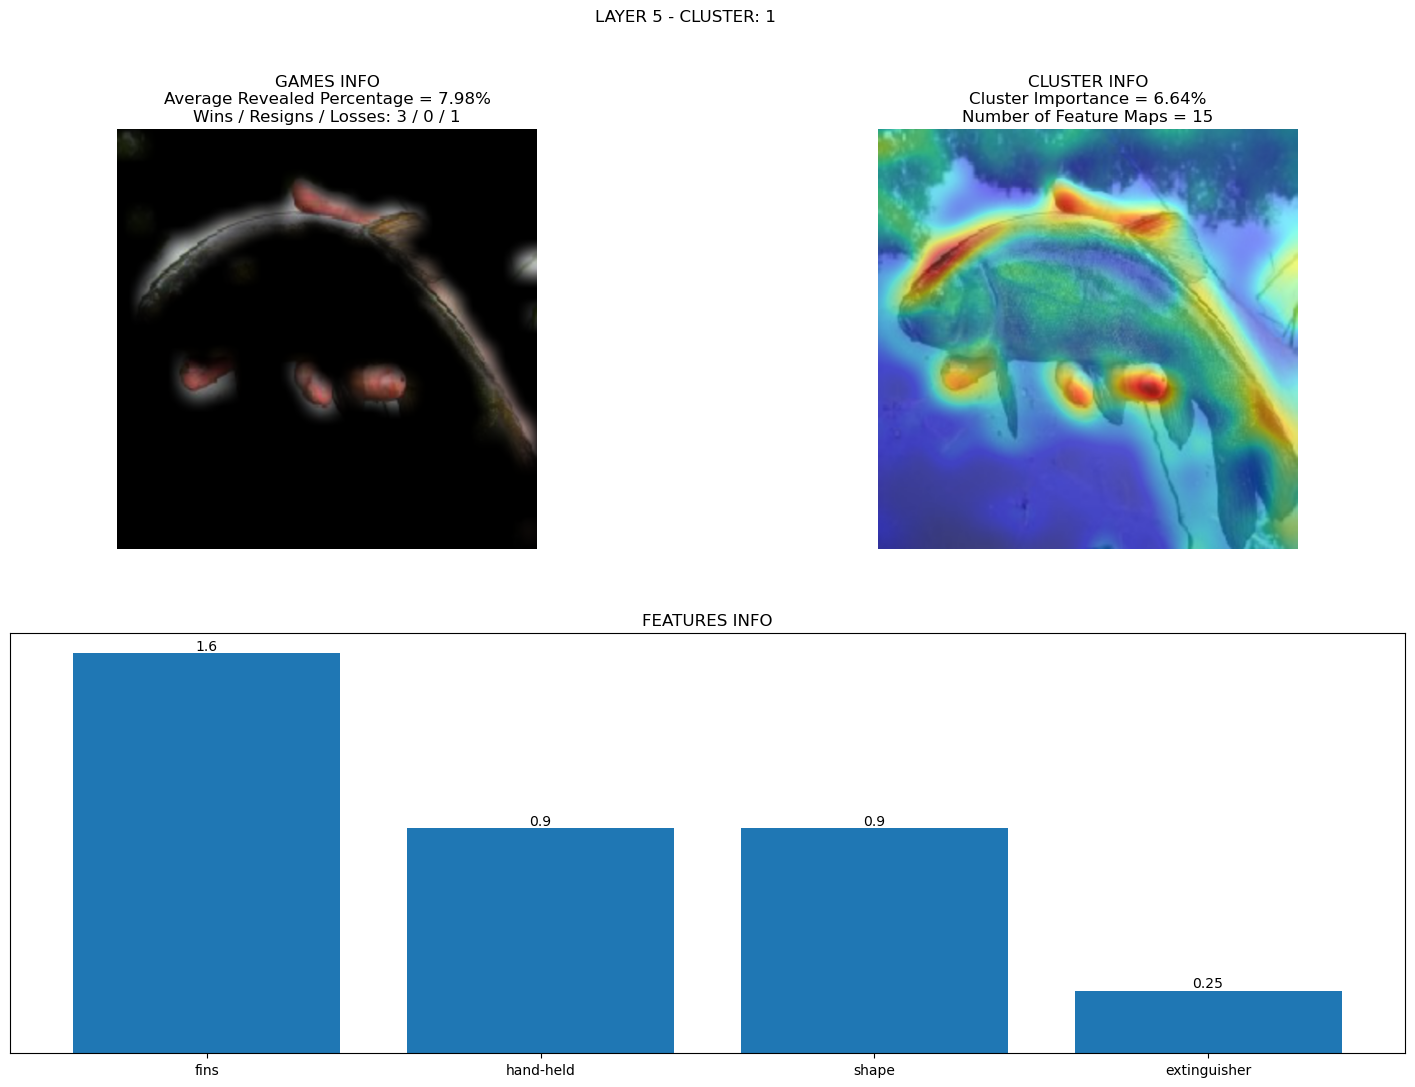 LAYER 5 - CLUSTER: 1
GAMES INFO
Average Revealed Percentage = 7.98%
Wins / Resigns / Losses: 3 / 0 / 1
CLUSTER INFO
Cluster Importance = 6.64%
Number of Feature Maps = 15
FEATURES INFO
1.6
0.9
0.9
0.25
fins
hand-held
shape
extinguisher